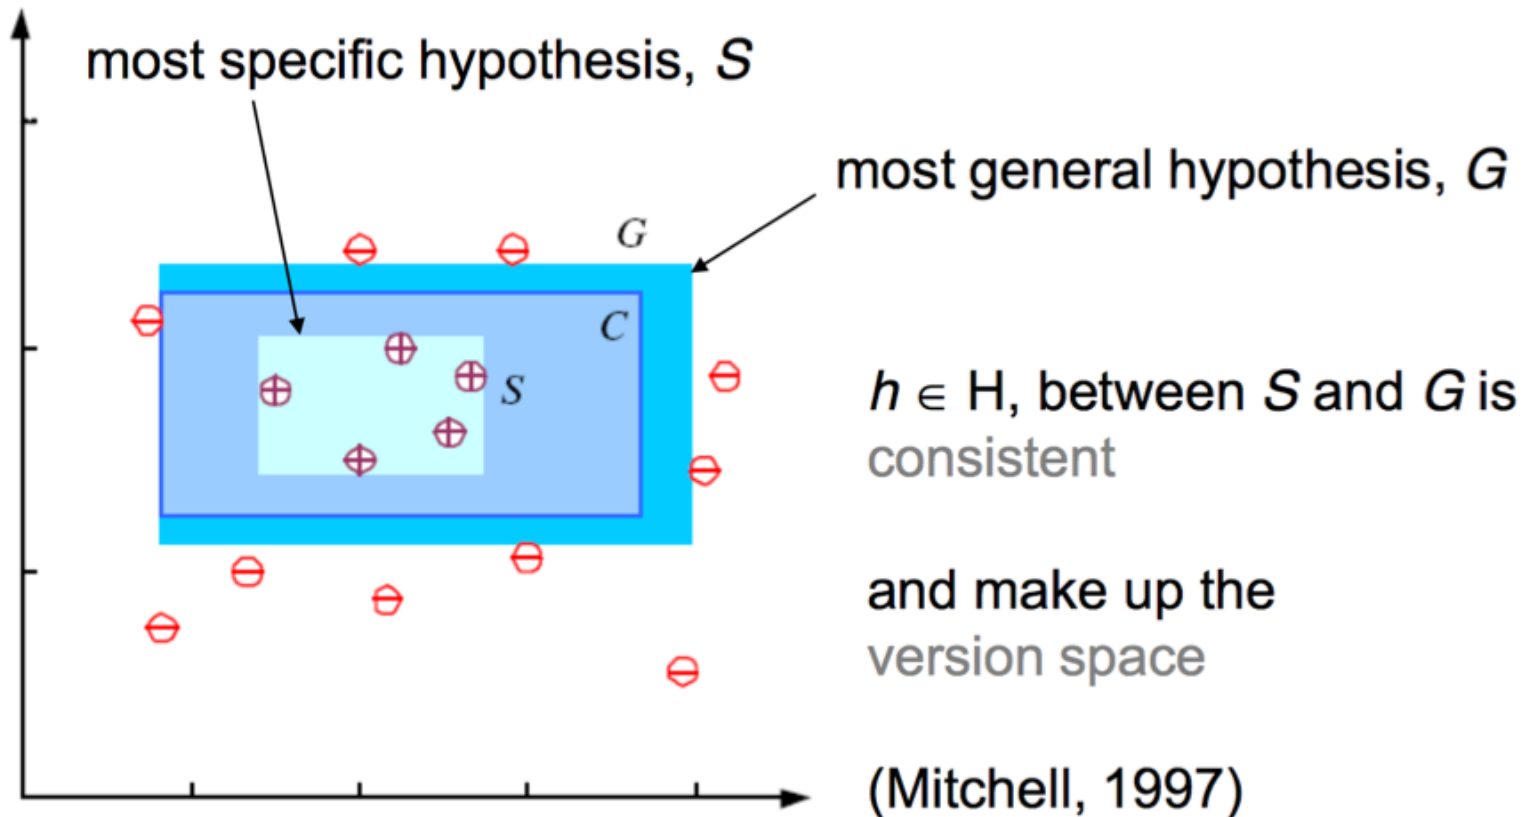 most specific hypothesis, S
most general hypothesis, G
G
C
S
h ∈ H, between S and G is
consistent
and make up the
version space
(Mitchell, 1997)